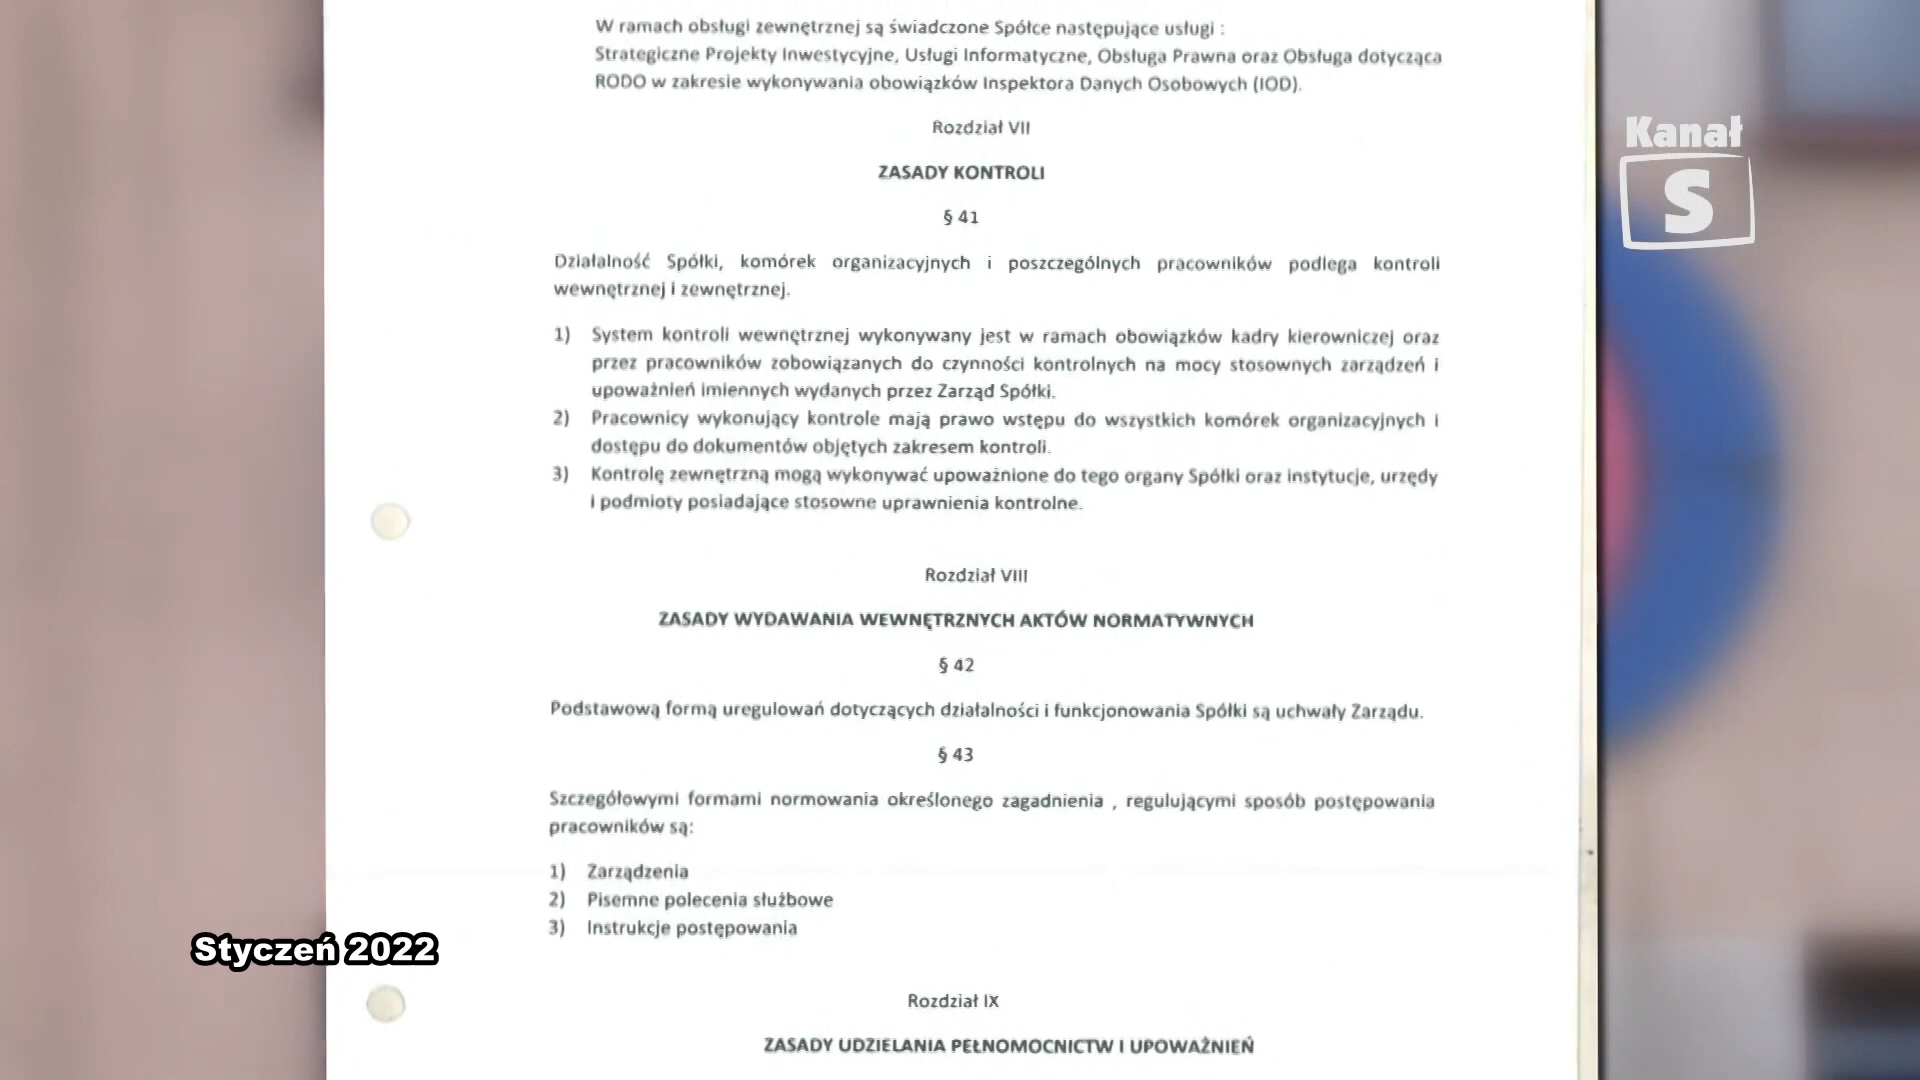 W ramach obsługi zewnętrznej są świadczone Spółce następujące usługi :
Strategiczne Projekty Inwestycyjne, Usługi Informatyczne, Obsługa Prawna oraz Obsługa dotycząca
RODO w zakresie wykonywania obowiązków Inspektora Danych Osobowych (IOD).
Rozdział VII
ZASADY KONTROLI
§ 41
Działalność Spółki, komórek organizacyjnych i poszczególnych pracowników podlega kontroli
wewnętrznej i zewnętrznej.
1) System kontroli wewnętrznej wykonywany jest w ramach obowiązków kadry kierowniczej oraz
przez pracowników zobowiązanych do czynności kontrolnych na mocy stosownych zarządzeń i
upoważnień imiennych wydanych przez Zarząd Spółki.
2) Pracownicy wykonujący kontrole mają prawo wstępu do wszystkich komórek organizacyjnych i
dostępu do dokumentów objętych zakresem kontroli.
3) Kontrolę zewnętrzną mogą wykonywać upoważnione do tego organy Spółki oraz instytucje, urzędy
i podmioty posiadające stosowne uprawnienia kontrolne.
Rozdział VIII
ZASADY WYDAWANIA WEWNĘTRZNYCH AKTÓW NORMATYWNYCH
§ 42
Podstawową formą uregulowań dotyczących działalności i funkcjonowania Spółki są uchwały Zarządu.
§ 43
Szczegółowymi formami normowania określonego zagadnienia , regulującymi sposób postępowania
pracowników są:
1) Zarządzenia
2) Pisemne polecenia służbowe
3) Instrukcje postępowania
Rozdział IX
ZASADY UDZIELANIA PEŁNOMOCNICTW I UPOWAŻNIEŃ
Kanał
S
Styczeń 2022